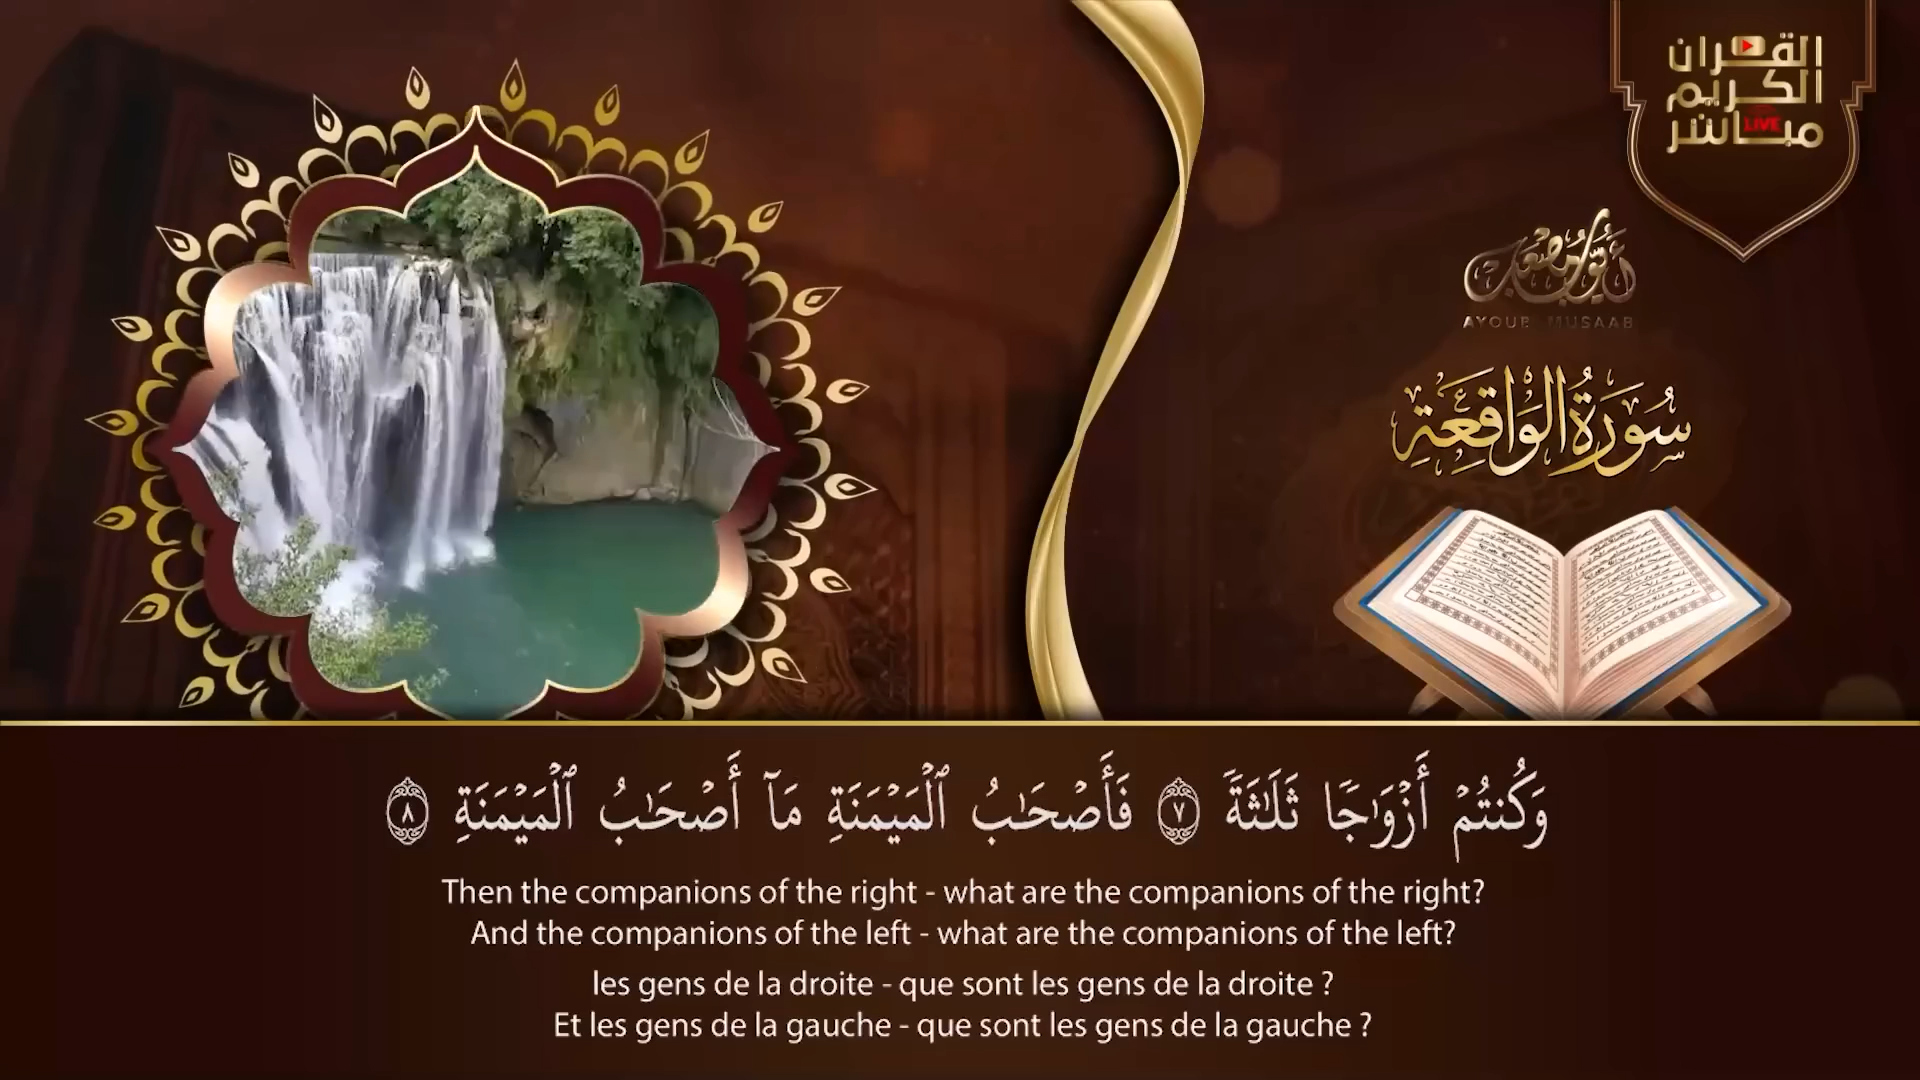 القرآن
الكريم
LIVE
مباشر
أيوب مصعب
AYOUB MUSAAB
سُورَةُ الْوَاقِعَةِ
وَكُنتُمْ أَزْوَٰجًا ثَلَٰثَةً ٧ فَأَصْحَٰبُ ٱلْمَيْمَنَةِ مَآ أَصْحَٰبُ ٱلْمَيْمَنَةِ ٨
Then the companions of the right - what are the companions of the right?
And the companions of the left - what are the companions of the left?
les gens de la droite - que sont les gens de la droite ?
Et les gens de la gauche - que sont les gens de la gauche ?